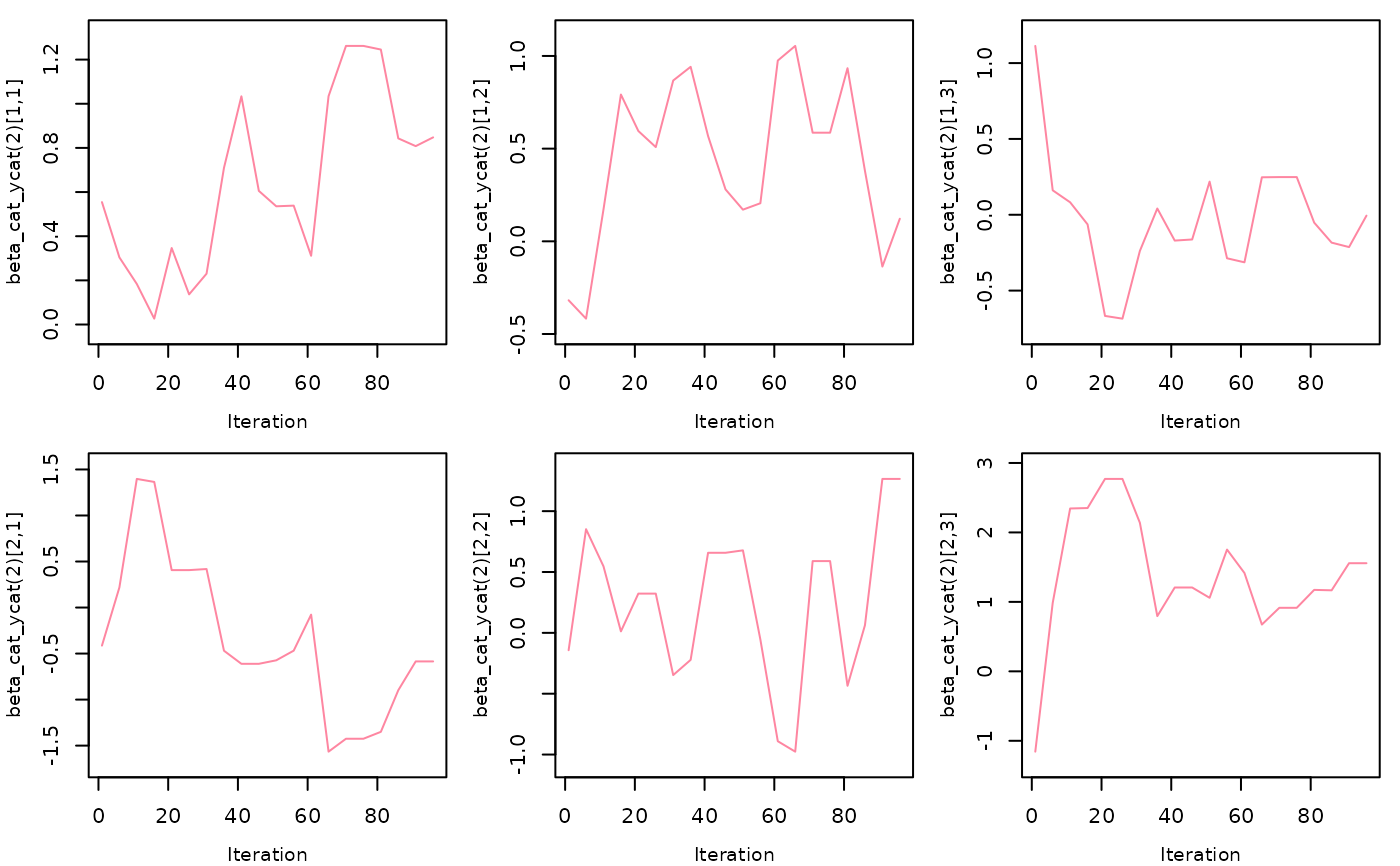 beta_cat_ycat(2)[1,1]
0.0 0.4 0.8 1.2
0 20 40 60 80
Iteration
beta_cat_ycat(2)[1,2]
-0.5 0.0 0.5 1.0
0 20 40 60 80
Iteration
beta_cat_ycat(2)[1,3]
-0.5 0.0 0.5 1.0
0 20 40 60 80
Iteration
beta_cat_ycat(2)[2,1]
-1.5 -0.5 0.5 1.5
0 20 40 60 80
Iteration
beta_cat_ycat(2)[2,2]
-1.0 0.0 0.5 1.0
0 20 40 60 80
Iteration
beta_cat_ycat(2)[2,3]
-1 0 1 2 3
0 20 40 60 80
Iteration